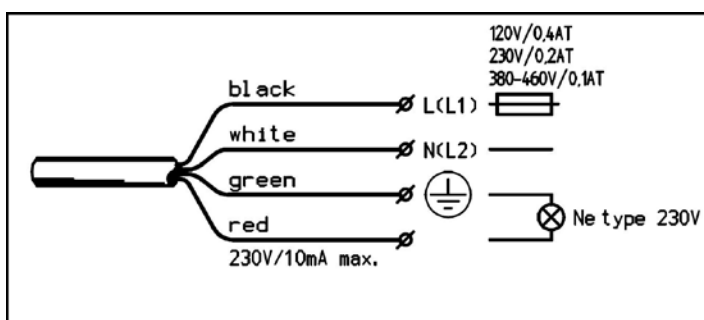 120V/0,4AT
230V/0,2AT
380-460V/0,1AT
black
L(L1)
white
N(L2)
green
red
Ne type 230V
230V/10mA max.